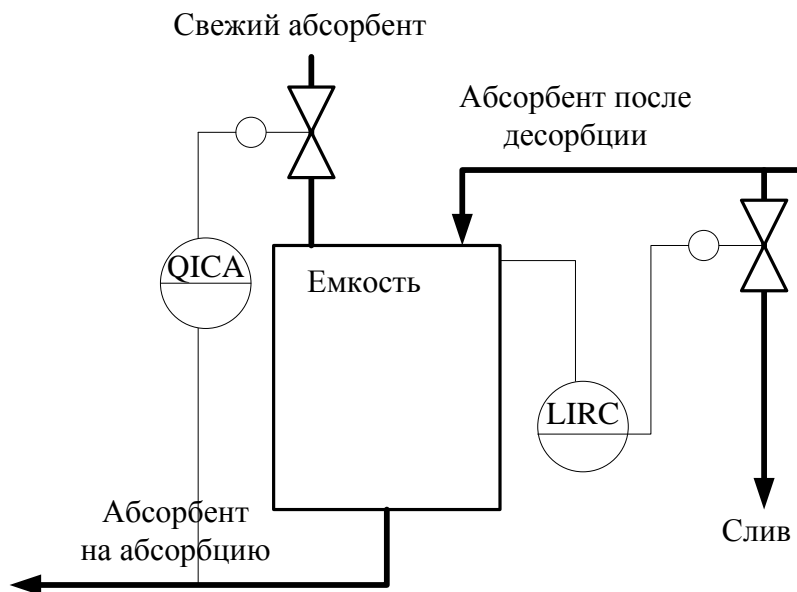 Свежий абсорбент
Абсорбент после
десорбции
QICA
Емкость
LIRC
Абсорбент
на абсорбцию
Слив